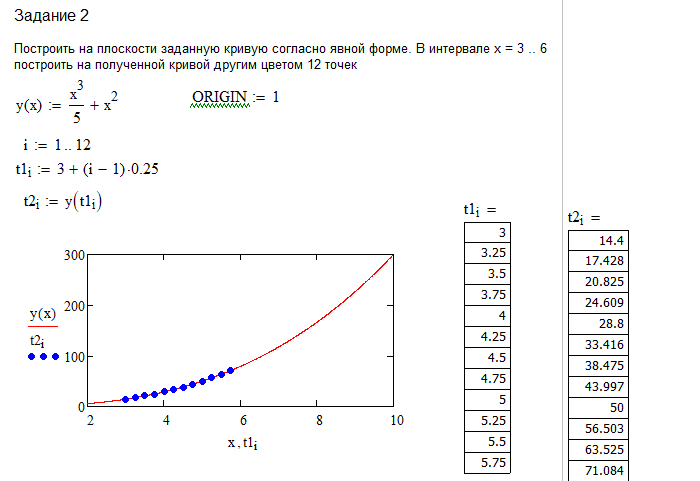 Задание 2
Построить на плоскости заданную кривую согласно явной форме. В интервале x = 3 .. 6
построить на полученной кривой другим цветом 12 точек
y(x) := x^3/5 + x^2
ORIGIN := 1
i := 1 .. 12
t1_i := 3 + (i − 1)·0.25
t2_i := y(t1_i)
t1_i =
3
3.25
3.5
3.75
4
4.25
4.5
4.75
5
5.25
5.5
5.75
t2_i =
14.4
17.428
20.825
24.609
28.8
33.416
38.475
43.997
50
56.503
63.525
71.084
300
200
100
0
y(x)
t2_i
2 4 6 8 10
x , t1_i